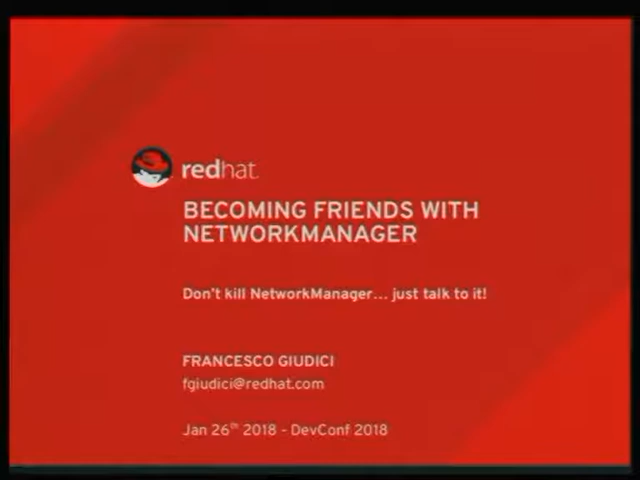 redhat.
BECOMING FRIENDS WITH
NETWORKMANAGER
Don't kill NetworkManager... just talk to it!
FRANCESCO GIUDICI
fgiudici@redhat.com
Jan 26th 2018 - DevConf 2018